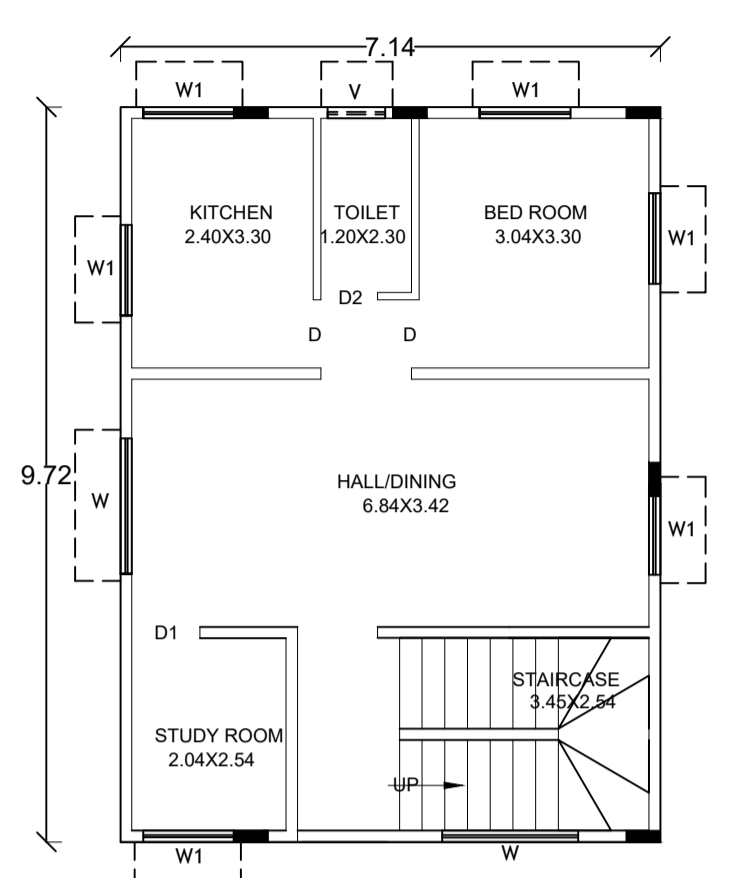 7.14
W1
V
W1
KITCHEN
2.40X3.30
TOILET
1.20X2.30
BED ROOM
3.04X3.30
W1
W1
D2
D
D
9.72
W
HALL/DINING
6.84X3.42
W1
D1
STAIRCASE
3.45X2.54
STUDY ROOM
2.04X2.54
UP
W1
W